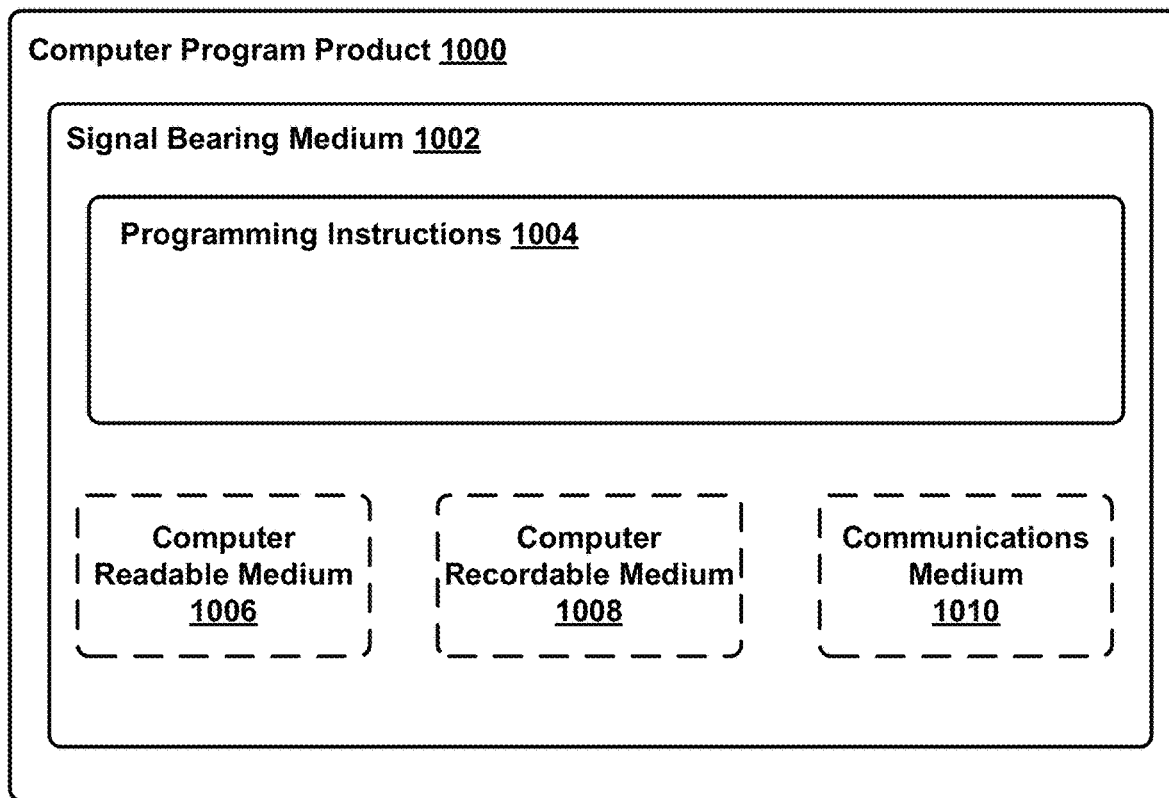 Computer Program Product 1000
Signal Bearing Medium 1002
Programming Instructions 1004
Computer
Readable Medium
1006
Computer
Recordable Medium
1008
Communications
Medium
1010